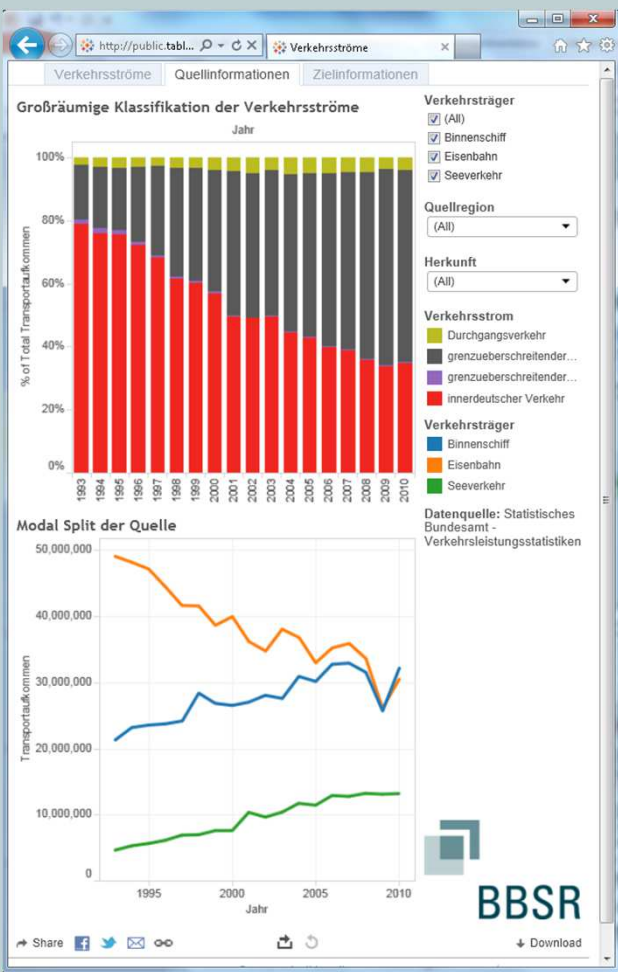 http://public.tabl...
Verkehrsströme
Verkehrsströme
Quellinformationen
Zielinformationen
Großräumige Klassifikation der Verkehrsströme
Jahr
100%
80%
60%
40%
20%
0%
% of Total Transportaufkommen
1993
1994
1995
1996
1997
1998
1999
2000
2001
2002
2003
2004
2005
2006
2007
2008
2009
2010
Modal Split der Quelle
50,000,000
40,000,000
30,000,000
20,000,000
10,000,000
0
Transportaufkommen
1995
2000
2005
2010
Jahr
Verkehrsträger
(All)
Binnenschiff
Eisenbahn
Seeverkehr
Quellregion
(All)
Herkunft
(All)
Verkehrsstrom
Durchgangsverkehr
grenzueberschreitender...
grenzueberschreitender...
innerdeutscher Verkehr
Verkehrsträger
Binnenschiff
Eisenbahn
Seeverkehr
Datenquelle: Statistisches
Bundesamt -
Verkehrsleistungsstatistiken
BBSR
Share
Download